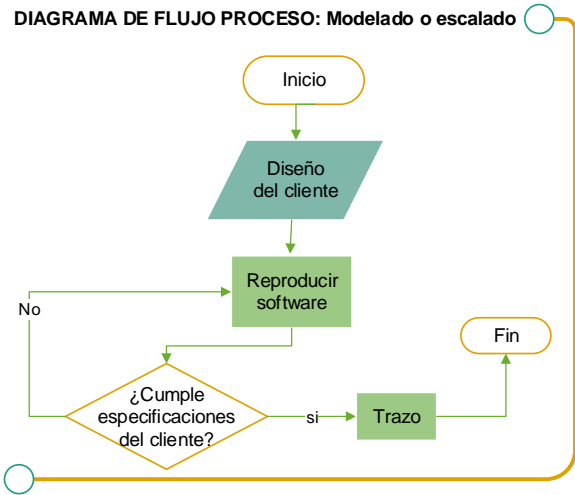 DIAGRAMA DE FLUJO PROCESO: Modelado o escalado
Inicio
Diseño
del cliente
Reproducir
software
No
Fin
¿Cumple
especificaciones
del cliente?
si
Trazo